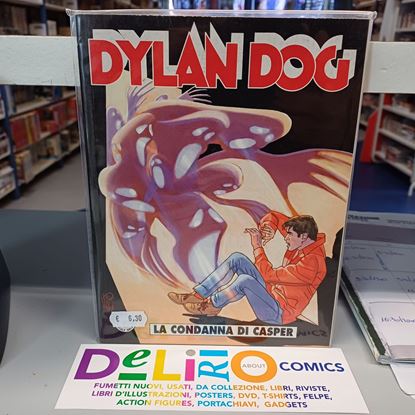 DYLAN DOG
€ 6,30
LA CONDANNA DI CASPER
DeLiRIO
ABOUT
COMICS
FUMETTI NUOVI, USATI, DA COLLEZIONE, LIBRI, RIVISTE,
LIBRI D'ILLUSTRAZIONI, POSTERS, DVD, T-SHIRTS, FELPE,
ACTION FIGURES, PORTACHIAVI, GADGETS